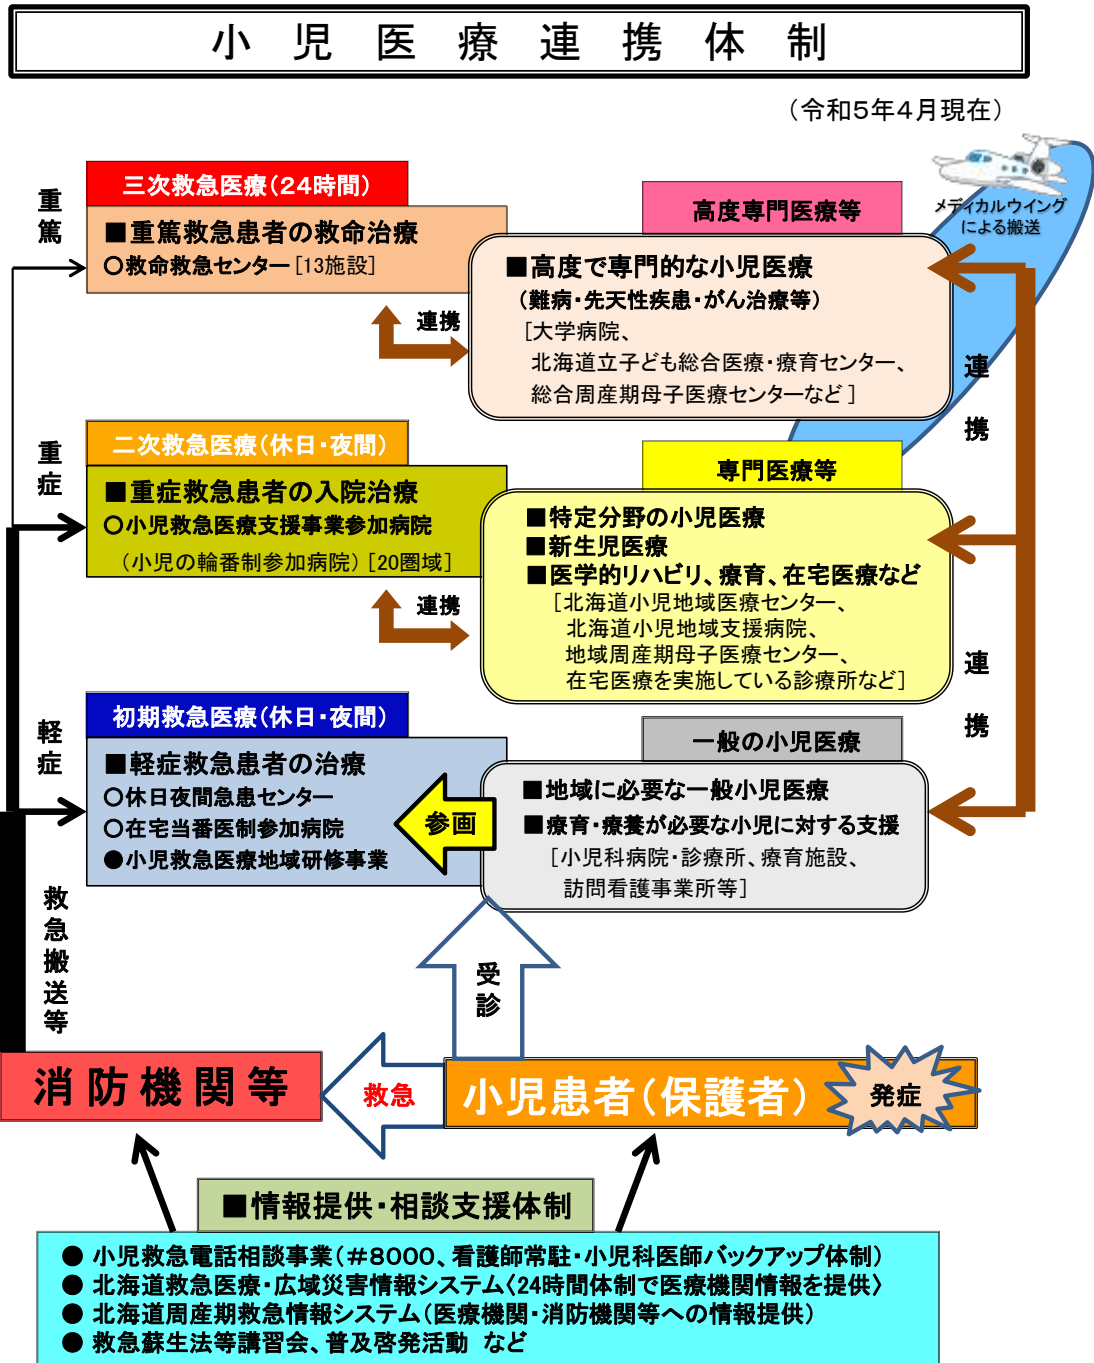 小児医療連携体制
（令和5年4月現在）
メディカルウイング
による搬送
重篤
三次救急医療（24時間）
■重篤救急患者の救命治療
○救命救急センター［13施設］
連携
高度専門医療等
■高度で専門的な小児医療
（難病・先天性疾患・がん治療等）
［大学病院、
北海道立子ども総合医療・療育センター、
総合周産期母子医療センターなど］
連携
重症
二次救急医療（休日・夜間）
■重症救急患者の入院治療
○小児救急医療支援事業参加病院
（小児の輪番制参加病院）［20圏域］
連携
専門医療等
■特定分野の小児医療
■新生児医療
■医学的リハビリ、療育、在宅医療など
［北海道小児地域医療センター、
北海道小児地域支援病院、
地域周産期母子医療センター、
在宅医療を実施している診療所など］
連携
軽症
初期救急医療（休日・夜間）
■軽症救急患者の治療
○休日夜間急患センター
○在宅当番医制参加病院
●小児救急医療地域研修事業
参画
一般の小児医療
■地域に必要な一般小児医療
■療育・療養が必要な小児に対する支援
［小児科病院・診療所、療育施設、
訪問看護事業所等］
救急搬送等
受診
消防機関等
救急
小児患者（保護者）
発症
■情報提供・相談支援体制
● 小児救急電話相談事業（＃8000、看護師常駐・小児科医師バックアップ体制）
● 北海道救急医療・広域災害情報システム〈24時間体制で医療機関情報を提供〉
● 北海道周産期救急情報システム（医療機関・消防機関等への情報提供）
● 救急蘇生法等講習会、普及啓発活動 など